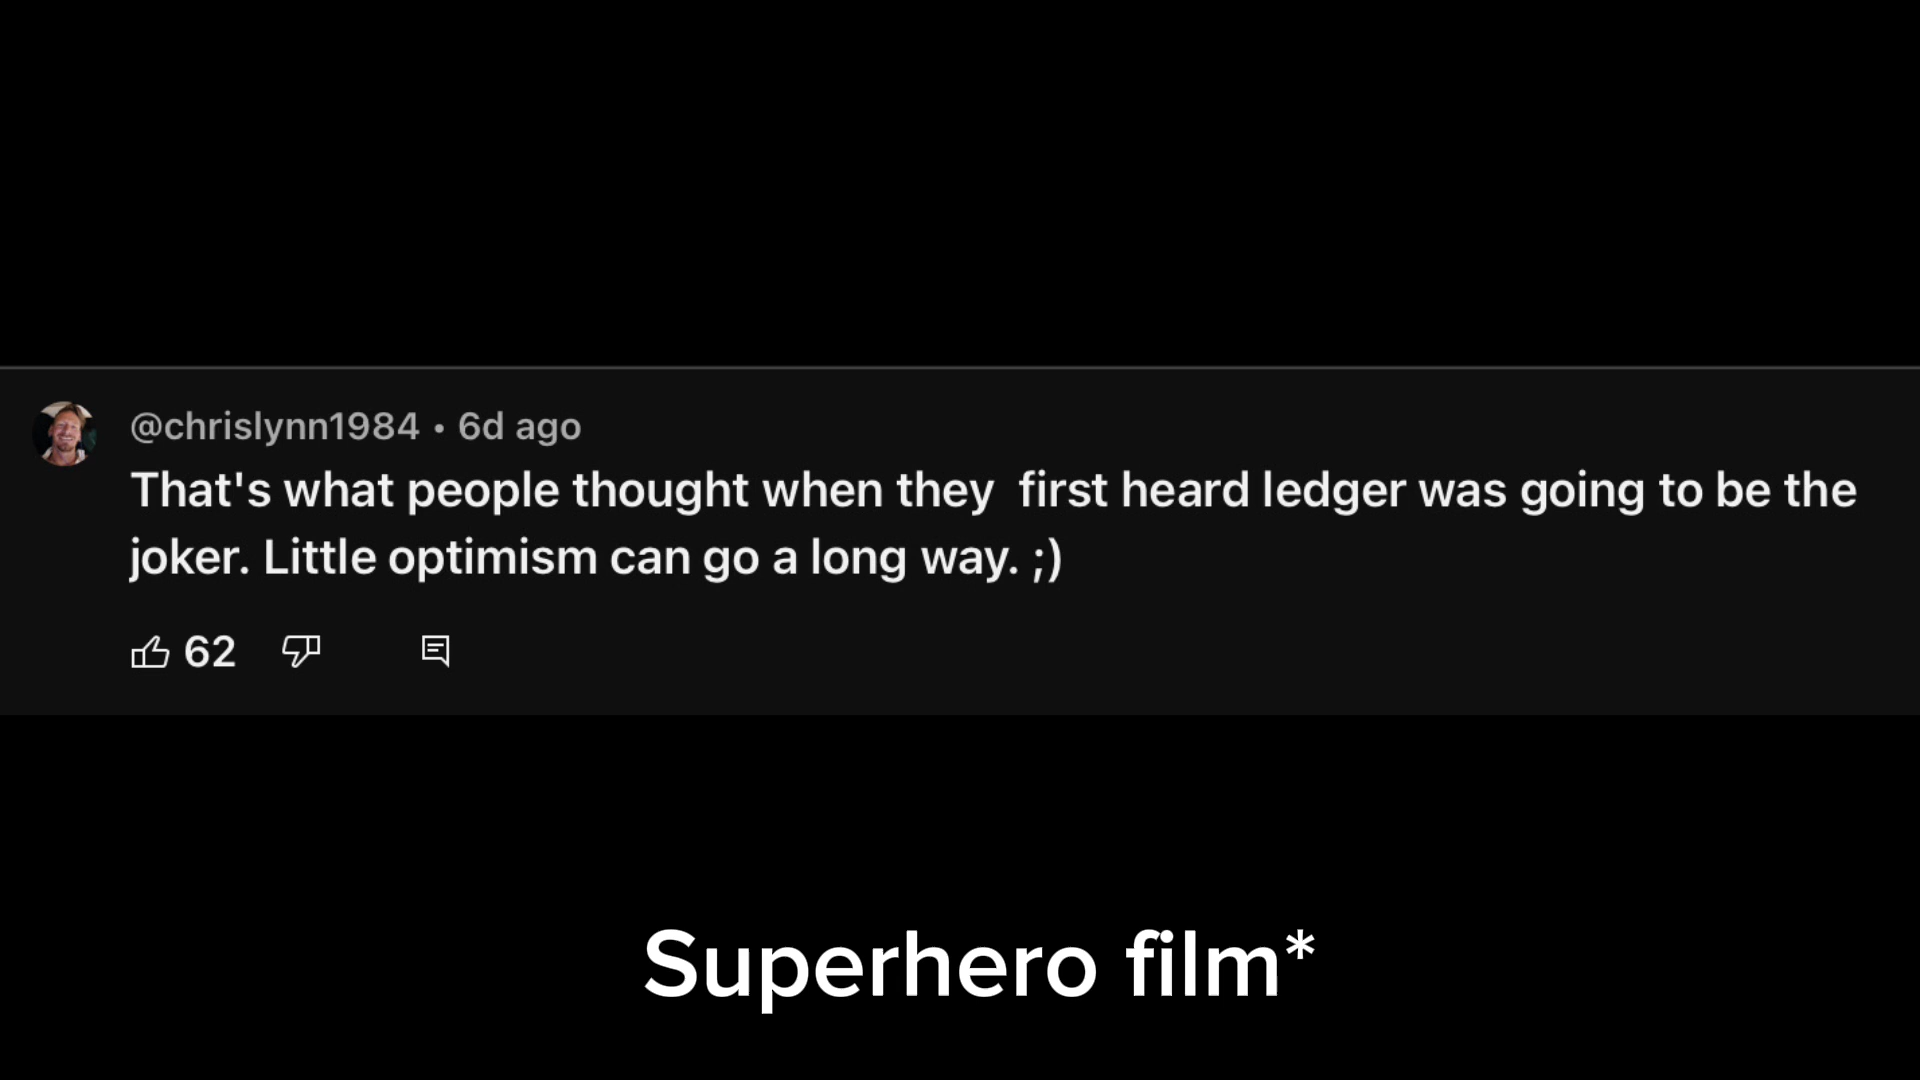 @chrislynn1984 • 6d ago
That's what people thought when they  first heard ledger was going to be the
joker. Little optimism can go a long way. ;)
62
Superhero film*